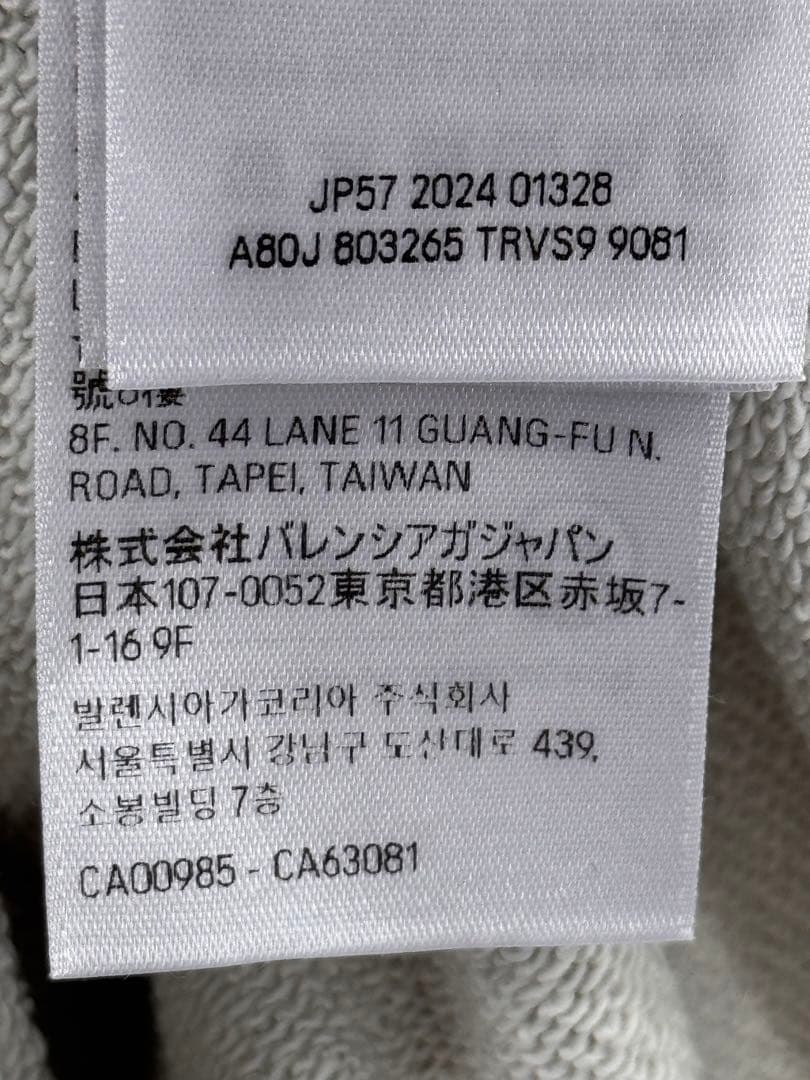 JP57 2024 01328
A80J 803265 TRVS9 9081
8F. NO. 44 LANE 11 GUANG-FU N.
ROAD, TAPEI, TAIWAN
株式会社バレンシアガジャパン
日本107-0052東京都港区赤坂7-
1-16 9F
발렌시아가코리아 주식회사
서울특별시 강남구 도산대로 439,
소봉빌딩 7층
CA00985 - CA63081